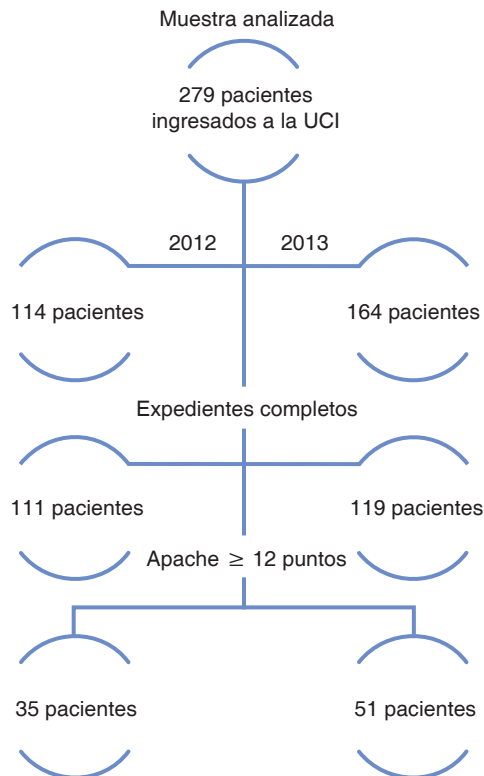 Muestra analizada
279 pacientes
ingresados a la UCI
2012
2013
114 pacientes
164 pacientes
Expedientes completos
111 pacientes
119 pacientes
Apache ≥ 12 puntos
35 pacientes
51 pacientes